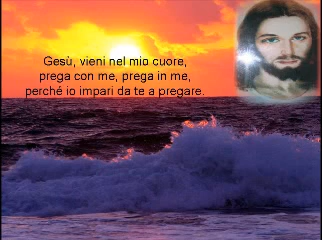 Gesù, vieni nel mio cuore,
prega con me, prega in me,
perché io impari da te a pregare.